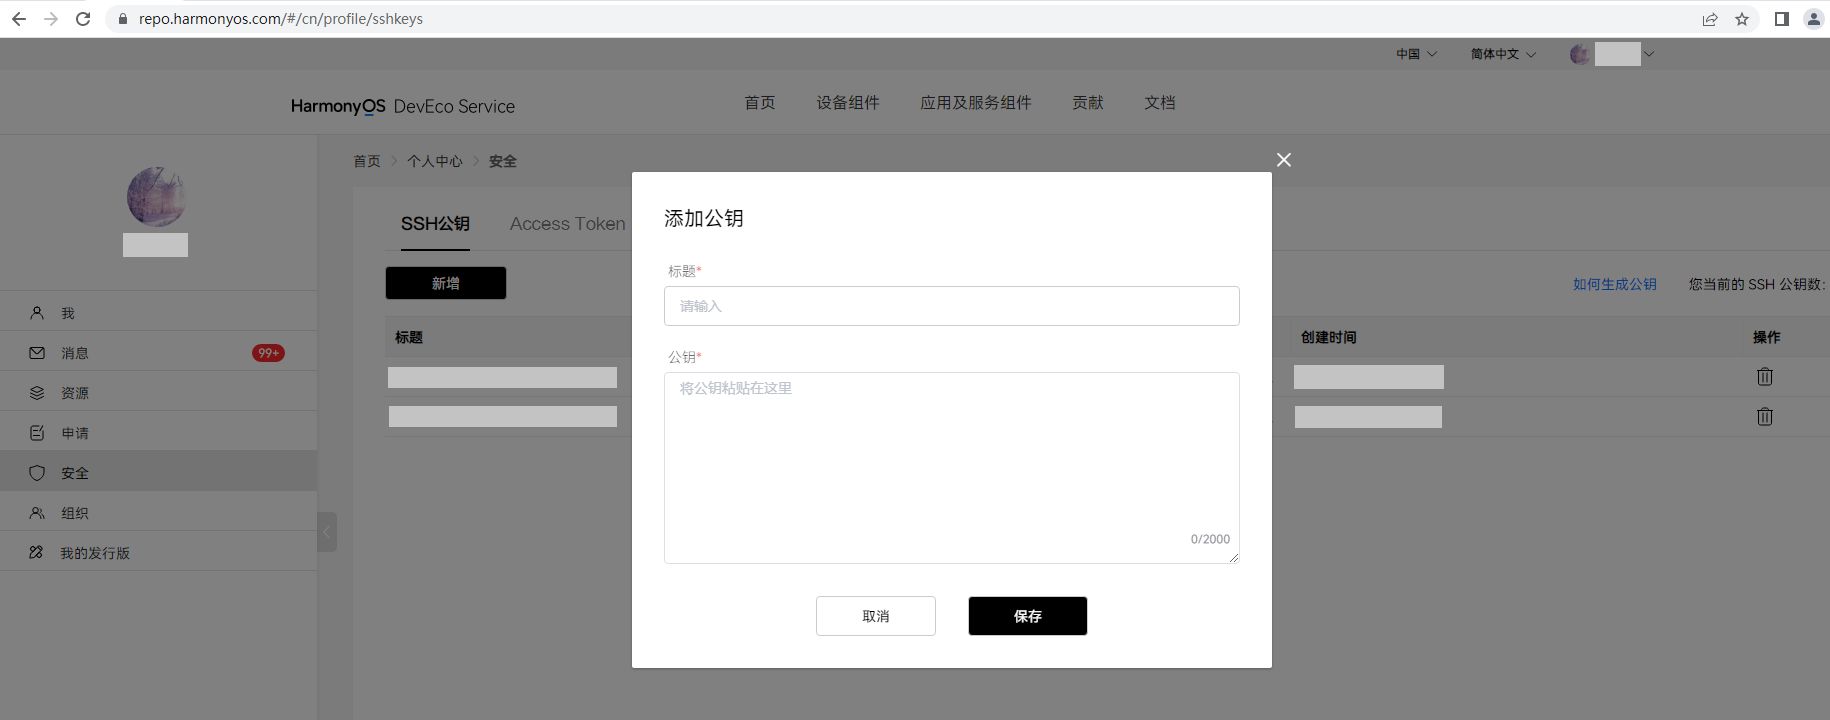 repo.harmonyos.com/#/cn/profile/sshkeys
中国 简体中文
HarmonyOS DevEco Service 首页 设备组件 应用及服务组件 贡献 文档
首页 个人中心 安全
SSH公钥 Access Token
新增
如何生成公钥 您当前的 SSH 公钥数:
标题 创建时间 操作
我
消息 99+
资源
申请
安全
组织
我的发行版
添加公钥
标题*
请输入
公钥*
将公钥粘贴在这里
0/2000
取消 保存